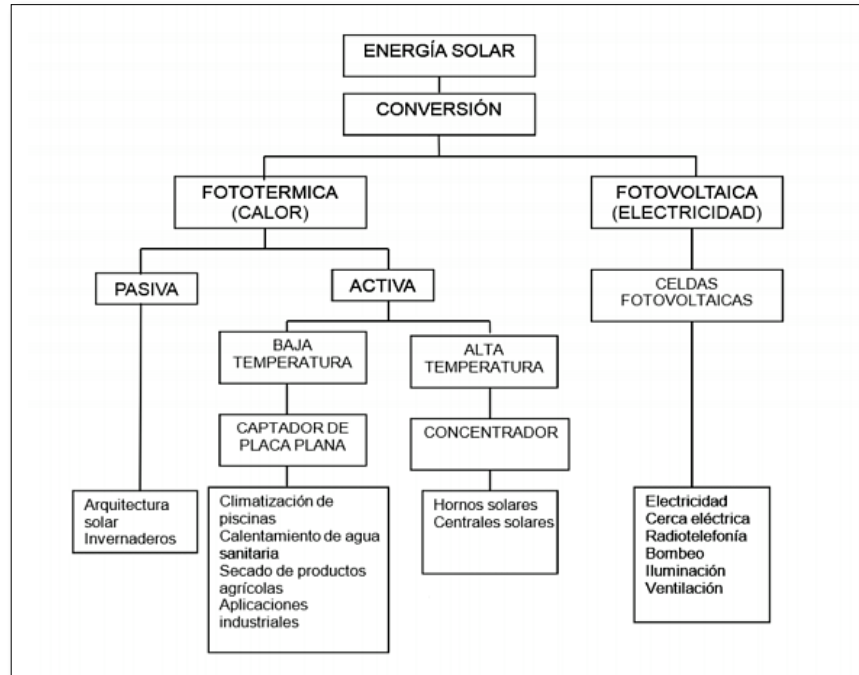 ENERGÍA SOLAR
CONVERSIÓN
FOTOTERMICA
(CALOR)
FOTOVOLTAICA
(ELECTRICIDAD)
PASIVA
ACTIVA
CELDAS
FOTOVOLTAICAS
BAJA
TEMPERATURA
ALTA
TEMPERATURA
CAPTADOR DE
PLACA PLANA
CONCENTRADOR
Arquitectura
solar
Invernaderos
Climatización de
piscinas
Calentamiento de agua
sanitaria
Secado de productos
agrícolas
Aplicaciones
industriales
Hornos solares
Centrales solares
Electricidad
Cerca eléctrica
Radiotelefonía
Bombeo
Iluminación
Ventilación